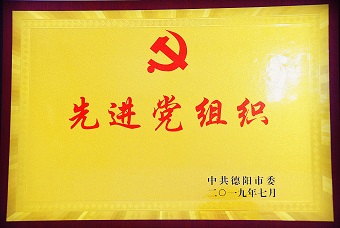 先进党组织
中共德阳市委
二〇一九年七月